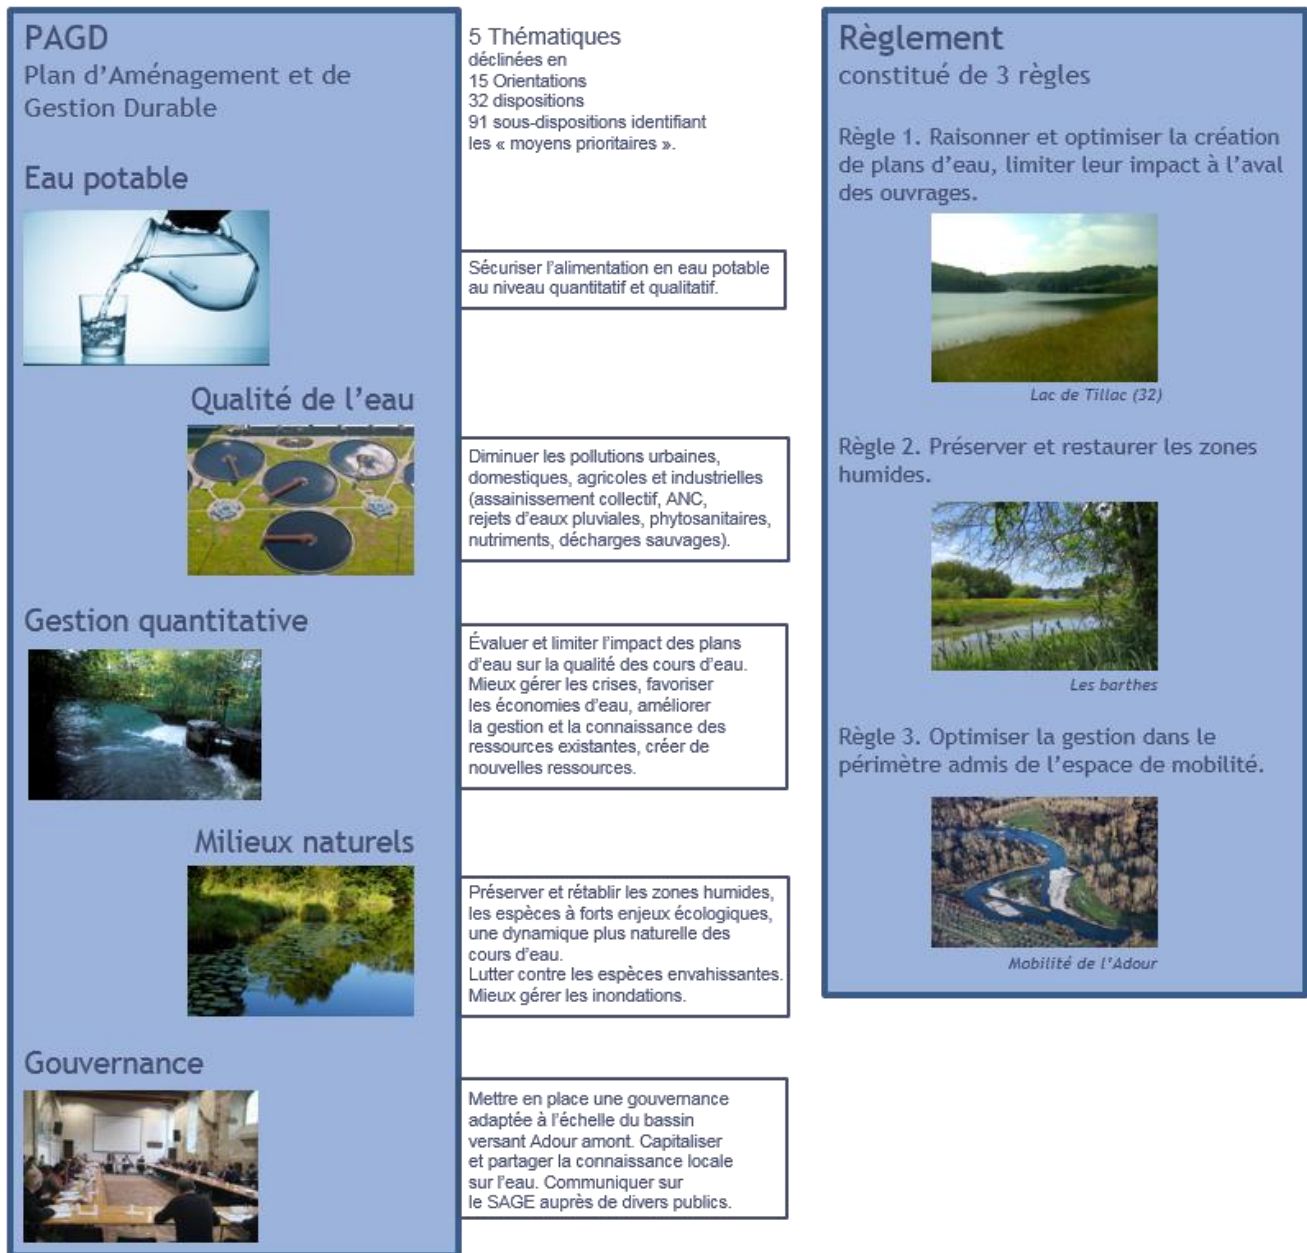 PAGD
Plan d’Aménagement et de
Gestion Durable
5 Thématiques
déclinées en
15 Orientations
32 dispositions
91 sous-dispositions identifiant
les « moyens prioritaires ».
Eau potable
Sécuriser l’alimentation en eau potable
au niveau quantitatif et qualitatif.
Qualité de l’eau
Diminuer les pollutions urbaines,
domestiques, agricoles et industrielles
(assainissement collectif, ANC,
rejets d’eaux pluviales, phytosanitaires,
nutriments, décharges sauvages).
Gestion quantitative
Évaluer et limiter l’impact des plans
d’eau sur la qualité des cours d’eau.
Mieux gérer les crises, favoriser
les économies d’eau, améliorer
la gestion et la connaissance des
ressources existantes, créer de
nouvelles ressources.
Milieux naturels
Préserver et rétablir les zones humides,
les espèces à forts enjeux écologiques,
une dynamique plus naturelle des
cours d’eau.
Lutter contre les espèces envahissantes.
Mieux gérer les inondations.
Gouvernance
Mettre en place une gouvernance
adaptée à l’échelle du bassin
versant Adour amont. Capitaliser
et partager la connaissance locale
sur l’eau. Communiquer sur
le SAGE auprès de divers publics.
Règlement
constitué de 3 règles
Règle 1. Raisonner et optimiser la création
de plans d’eau, limiter leur impact à l’aval
des ouvrages.
Lac de Tillac (32)
Règle 2. Préserver et restaurer les zones
humides.
Les barthes
Règle 3. Optimiser la gestion dans le
périmètre admis de l’espace de mobilité.
Mobilité de l’Adour